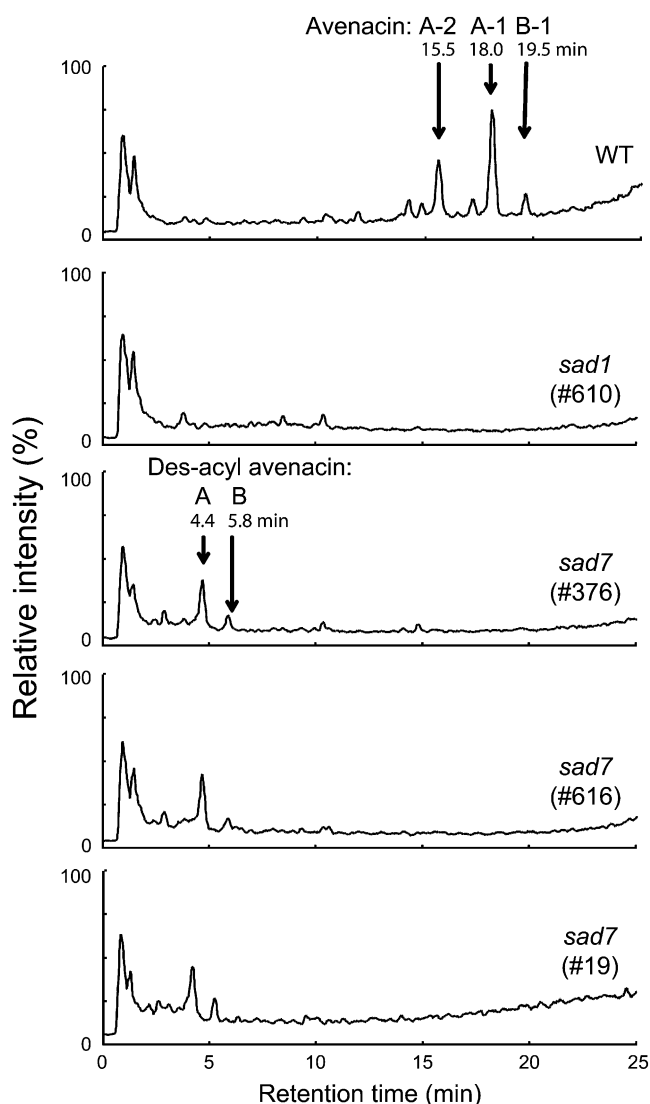 Avenacin: A-2 A-1 B-1
15.5 18.0 19.5 min
100
WT
0
100
sad1
(#610)
0
Relative intensity (%)
Des-acyl avenacin:
100
A B
4.4 5.8 min
sad7
(#376)
0
100
sad7
(#616)
0
100
sad7
(#19)
0
0 5 10 15 20 25
Retention time (min)